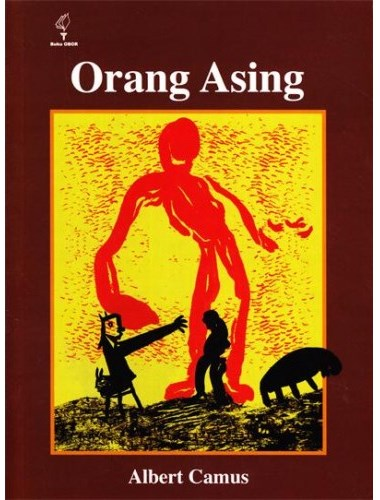 Buku OBOR
Orang Asing
Albert Camus